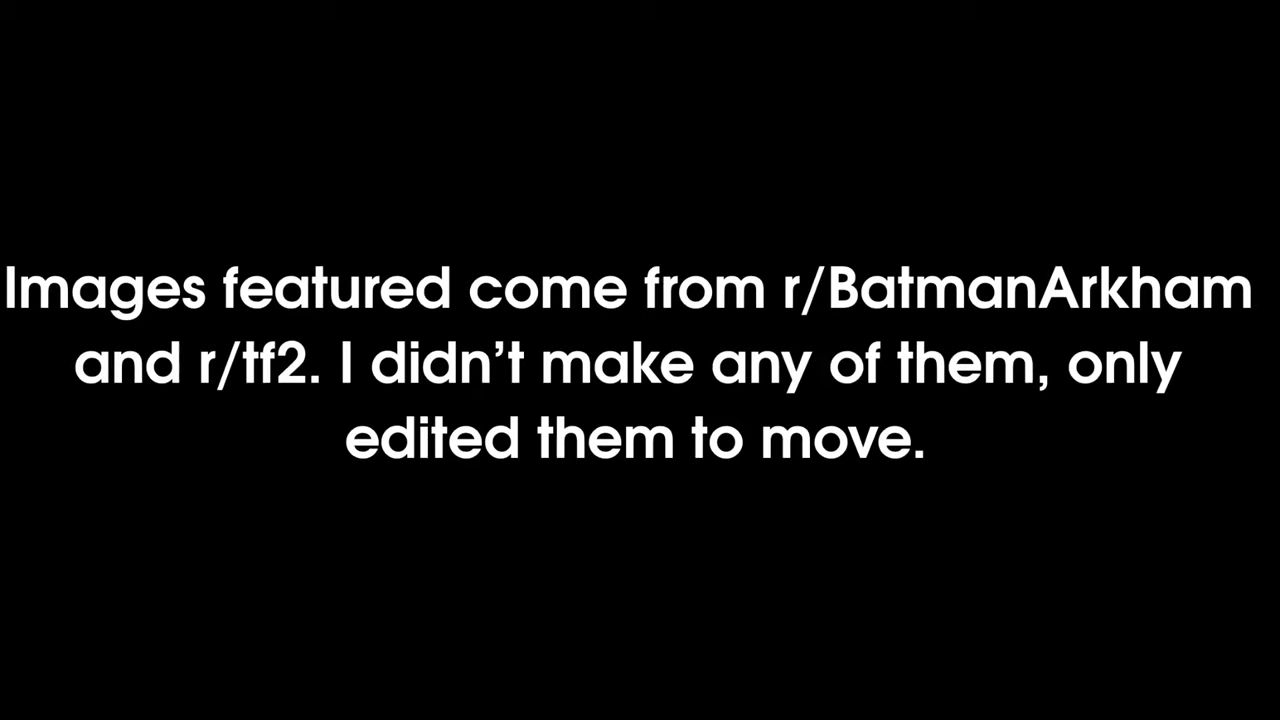 Images featured come from r/BatmanArkham
and r/tf2. I didn’t make any of them, only
edited them to move.